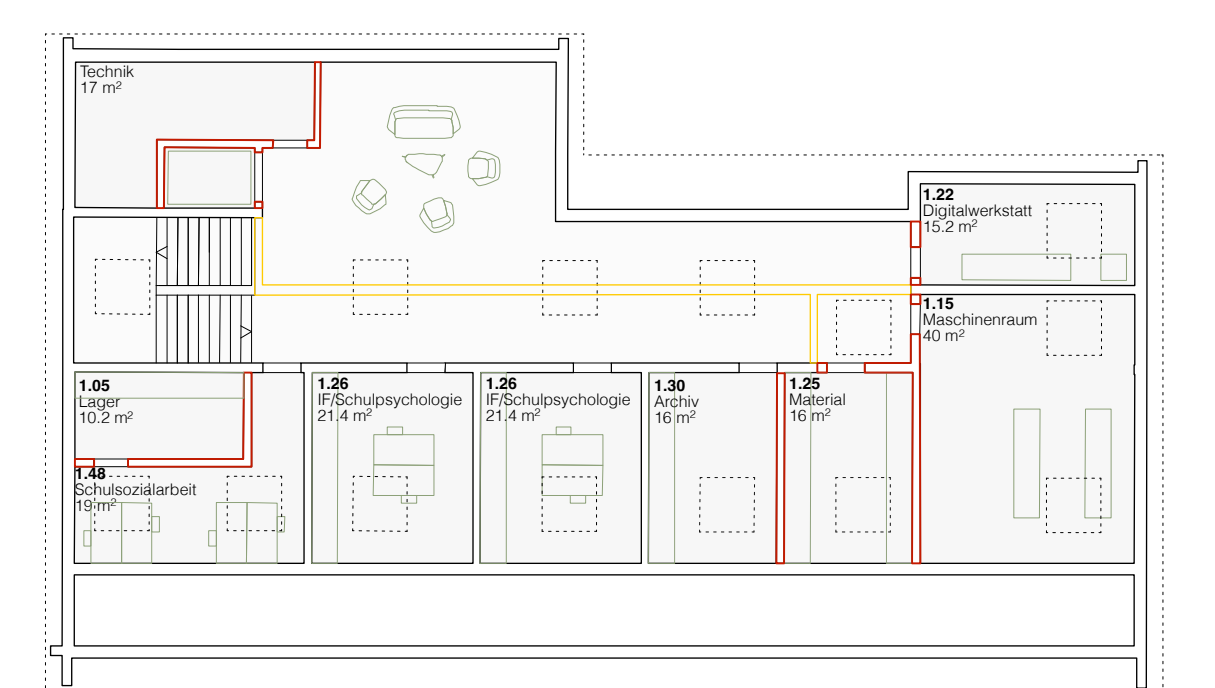 Technik
17 m²
1.22
Digitalwerkstatt
15.2 m²
1.15
Maschinenraum
40 m²
1.05
Lager
10.2 m²
1.26
IF/Schulpsychologie
21.4 m²
1.26
IF/Schulpsychologie
21.4 m²
1.30
Archiv
16 m²
1.25
Material
16 m²
1.48
Schulsozialarbeit
19 m²